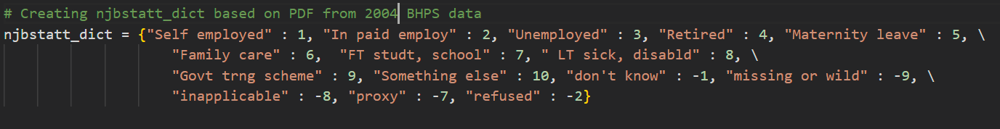 # Creating njbstatt_dict based on PDF from 2004 BHPS data
njbstatt_dict = {"Self employed" : 1, "In paid employ" : 2, "Unemployed" : 3, "Retired" : 4, "Maternity leave" : 5, \
"Family care" : 6,  "FT studt, school" : 7, " LT sick, disabld" : 8, \
"Govt trng scheme" : 9, "Something else" : 10, "don't know" : -1, "missing or wild" : -9, \
"inapplicable" : -8, "proxy" : -7, "refused" : -2}